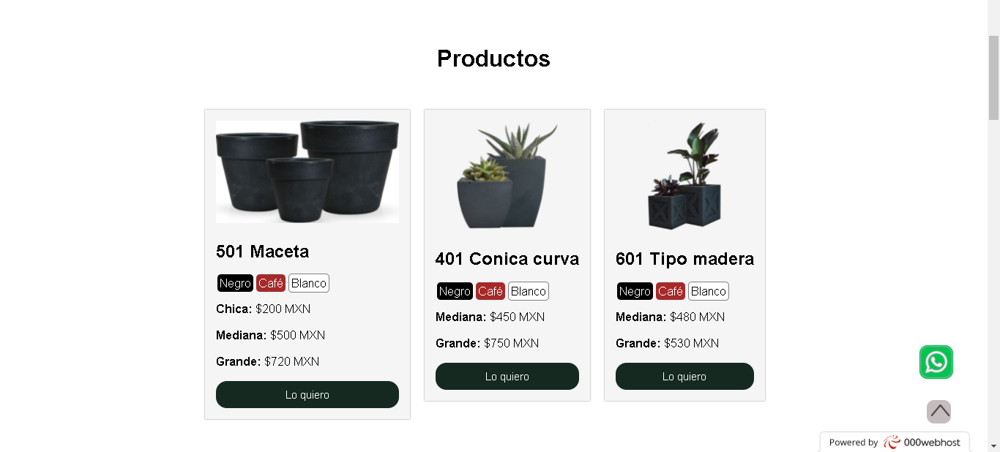 Productos
501 Maceta
Negro Café Blanco
Chica: $200 MXN
Mediana: $500 MXN
Grande: $720 MXN
Lo quiero
401 Conica curva
Negro Café Blanco
Mediana: $450 MXN
Grande: $750 MXN
Lo quiero
601 Tipo madera
Negro Café Blanco
Mediana: $480 MXN
Grande: $530 MXN
Lo quiero
Powered by 000webhost